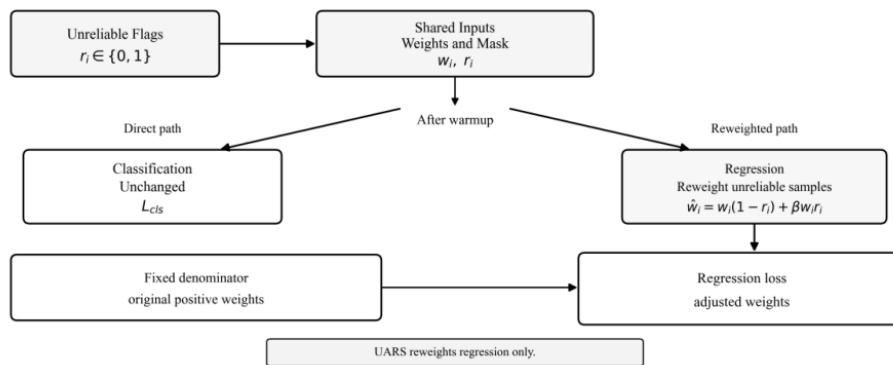 Unreliable Flags
rᵢ ∈ {0, 1}
Shared Inputs
Weights and Mask
wᵢ, rᵢ
After warmup
Direct path
Reweighted path
Classification
Unchanged
L_cls
Regression
Reweight unreliable samples
ŵᵢ = wᵢ(1 − rᵢ) + βwᵢrᵢ
Fixed denominator
original positive weights
Regression loss
adjusted weights
UARS reweights regression only.